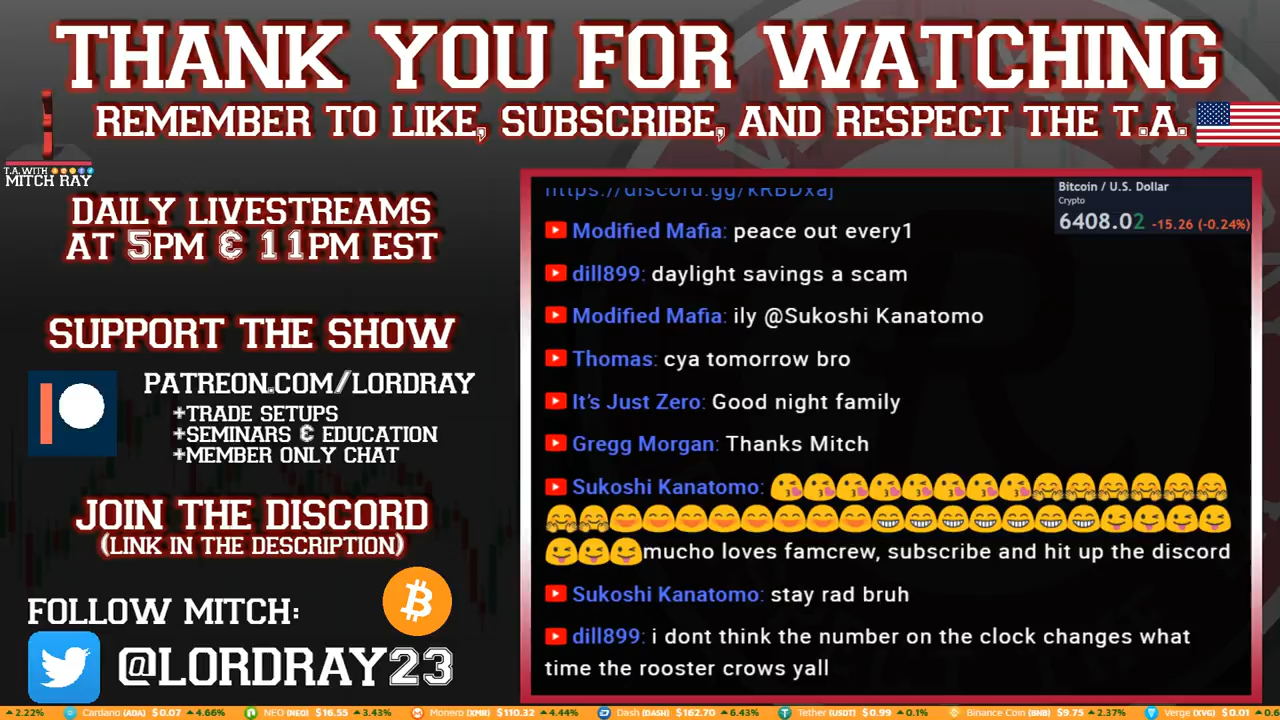 THANK YOU FOR WATCHING
REMEMBER TO LIKE, SUBSCRIBE, AND RESPECT THE T.A.
T.A. WITH
MITCH RAY
DAILY LIVESTREAMS
AT 5PM & 11PM EST
SUPPORT THE SHOW
PATREON.COM/LORDRAY
+TRADE SETUPS
+SEMINARS & EDUCATION
+MEMBER ONLY CHAT
JOIN THE DISCORD
(LINK IN THE DESCRIPTION)
FOLLOW MITCH:
@LORDRAY23
https://discord.gg/kRBDxaj
Bitcoin / U.S. Dollar
Crypto
6408.02 -15.26 (-0.24%)
Modified Mafia: peace out every1
dill899: daylight savings a scam
Modified Mafia: ily @Sukoshi Kanatomo
Thomas: cya tomorrow bro
It's Just Zero: Good night family
Gregg Morgan: Thanks Mitch
Sukoshi Kanatomo: 😘😘😘😘😘😘😘😘🤗🤗🤗🤗🤗🤗
🤗🤗😊😊😊😊😊😊😊😊😁😁😁😁😁😁😁😜😜😜😜
😜😜😜mucho loves famcrew, subscribe and hit up the discord
Sukoshi Kanatomo: stay rad bruh
dill899: i dont think the number on the clock changes what
time the rooster crows yall
▲2.22% Cardano (ADA) $0.07 ▲4.66% NEO (NEO) $16.55 ▲3.43% Monero (XMR) $110.32 ▲4.44% Dash (DASH) $162.70 ▲6.43% Tether (USDT) $0.99 ▲0.1% Binance Coin (BNB) $9.75 ▲2.37% Verge (XVG) $0.01 ▲0.6